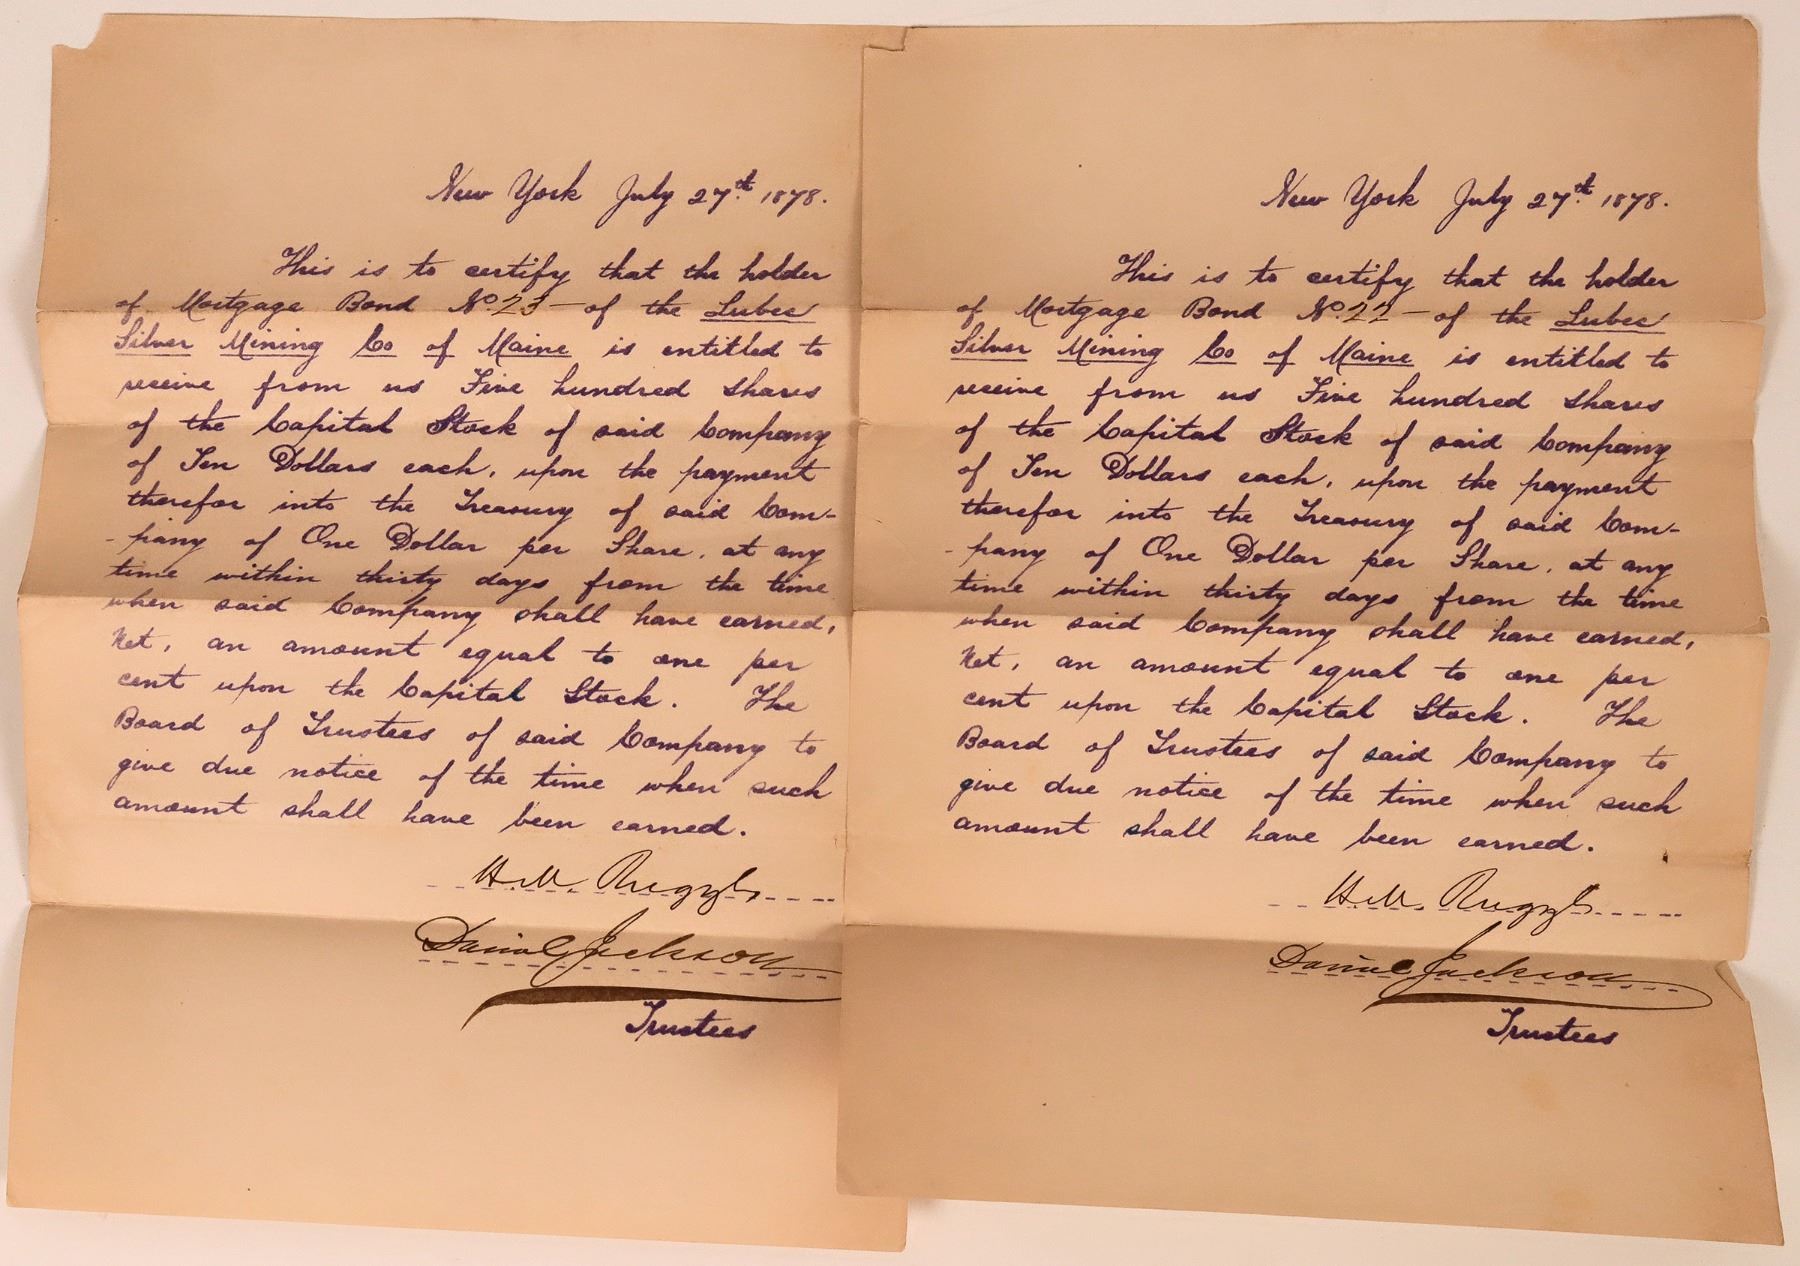 New York July 27th. 1878.
This is to certify that the holder
of Mortgage Bond No. 23 - of the Lubec
Silver Mining Co of Maine is entitled to
receive from us Five hundred shares
of the Capital Stock of said Company
of Ten Dollars each, upon the payment
therefor into the Treasury of said Com-
-pany of One Dollar per Share, at any
time within thirty days from the time
when said Company shall have earned,
Net, an amount equal to one per
cent upon the Capital Stock. The
Board of Trustees of said Company to
give due notice of the time when such
amount shall have been earned.
H. M. Ruggles
Daniel Jackson
Trustees
New York July 27th. 1878.
This is to certify that the holder
of Mortgage Bond No. 22 - of the Lubec
Silver Mining Co of Maine is entitled to
receive from us Five hundred shares
of the Capital Stock of said Company
of Ten Dollars each, upon the payment
therefor into the Treasury of said Com-
-pany of One Dollar per Share, at any
time within thirty days from the time
when said Company shall have earned,
Net, an amount equal to one per
cent upon the Capital Stock. The
Board of Trustees of said Company to
give due notice of the time when such
amount shall have been earned.
H. M. Ruggles
Daniel Jackson
Trustees